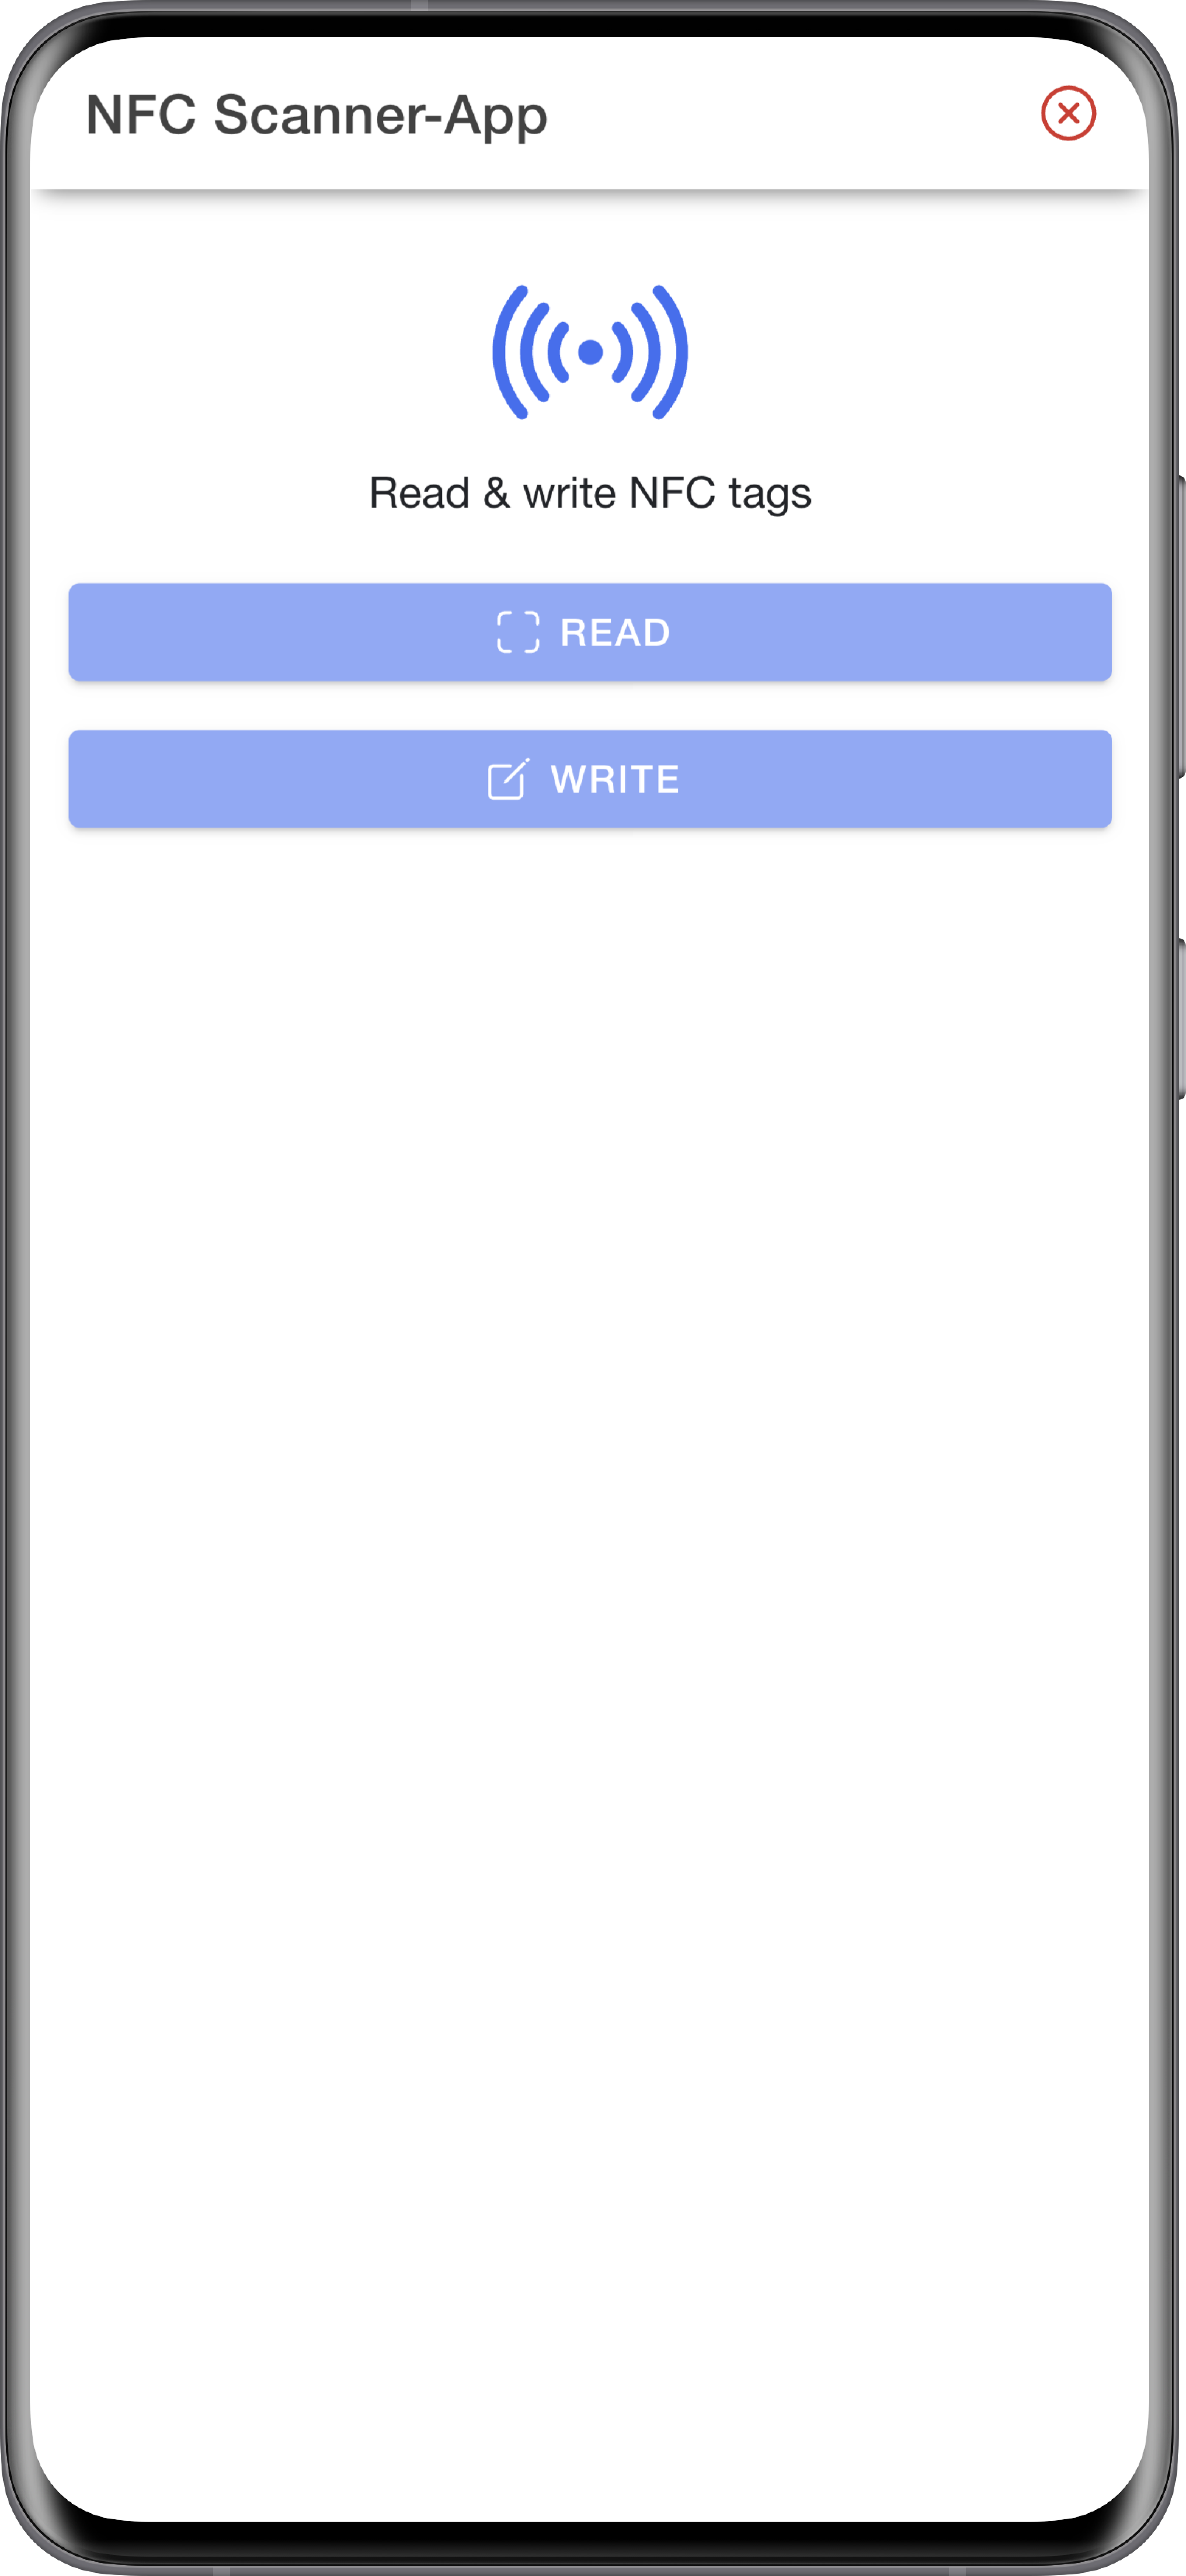 NFC Scanner-App
Read & write NFC tags
READ
WRITE